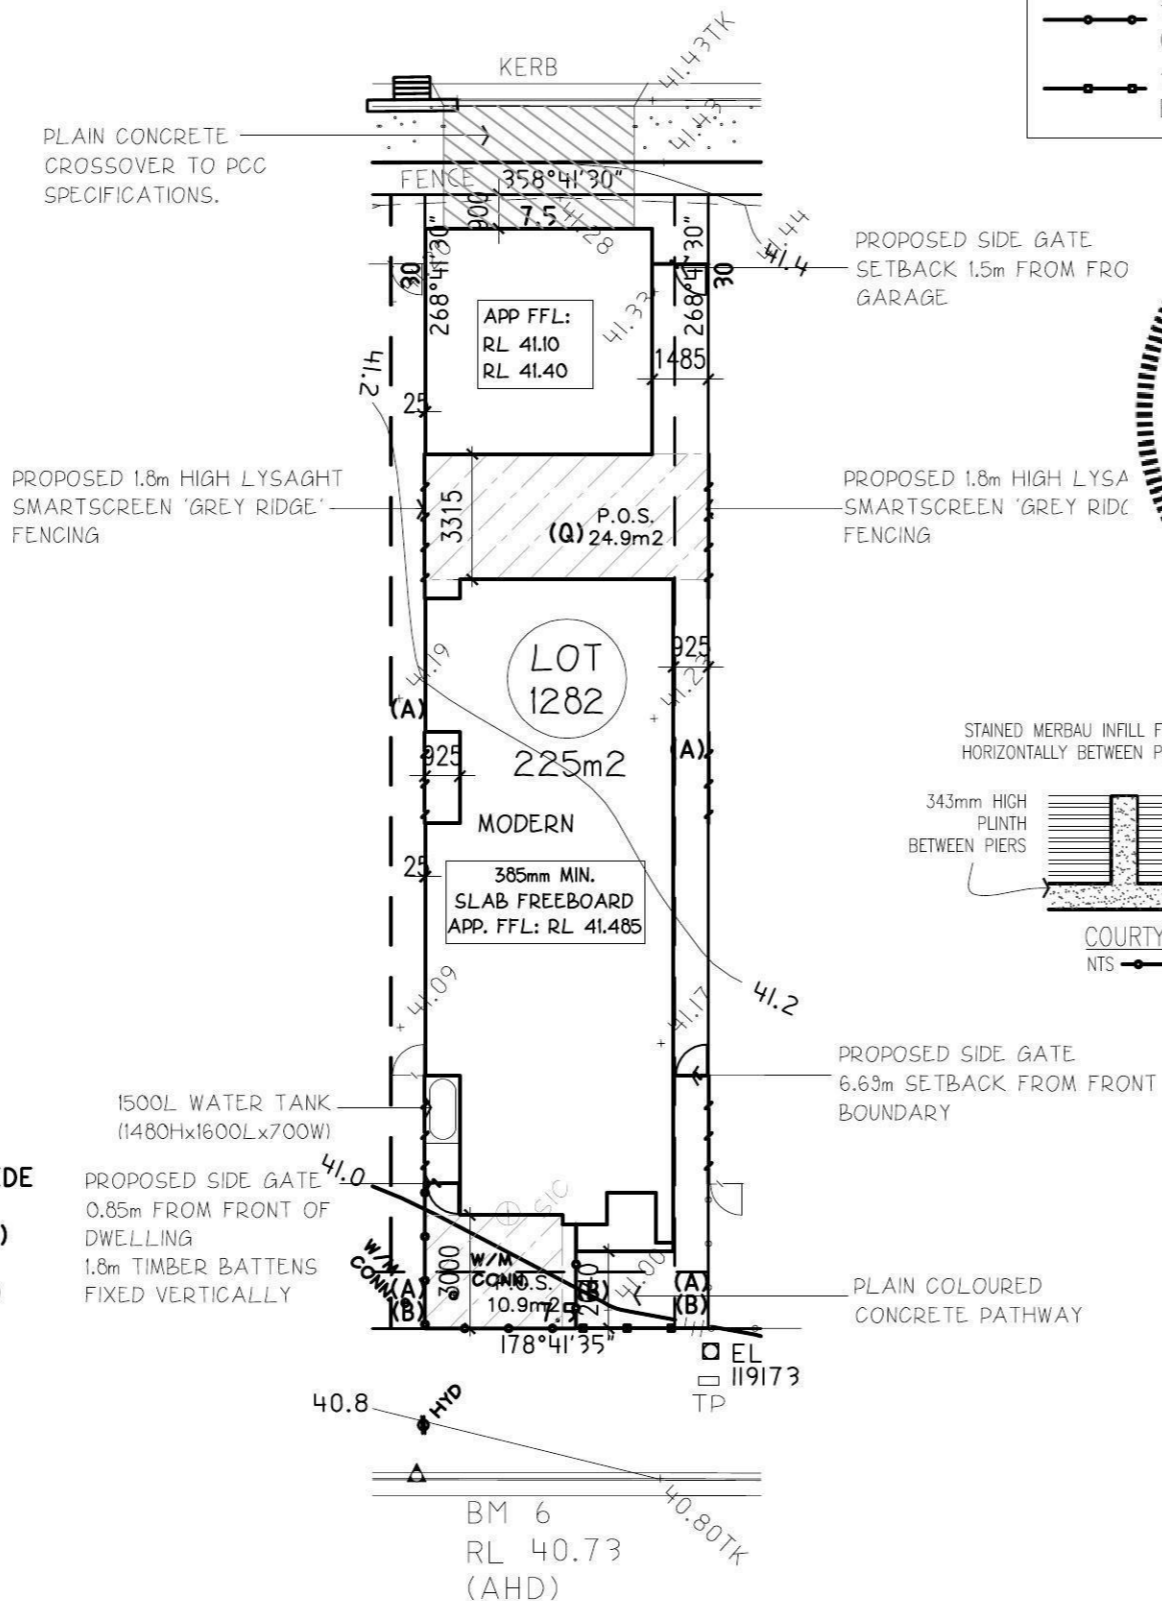 KERB
41.43TK
41.43
PLAIN CONCRETE
CROSSOVER TO PCC
SPECIFICATIONS.
FENCE
358°41'30"
900
7.5
41.28
41.44
41.4
268°41'30"
30
268°41'30"
30
PROPOSED SIDE GATE
SETBACK 1.5m FROM FRO
GARAGE
APP FFL:
RL 41.10
RL 41.40
41.33
1485
41.2
25
PROPOSED 1.8m HIGH LYSAGHT
SMARTSCREEN 'GREY RIDGE'
FENCING
3315
P.O.S.
(Q) 24.9m2
PROPOSED 1.8m HIGH LYSA
SMARTSCREEN 'GREY RIDG
FENCING
LOT
1282
225m2
925
41.19
41.23
(A)
(A)
925
MODERN
25
385mm MIN.
SLAB FREEBOARD
APP. FFL: RL 41.485
STAINED MERBAU INFILL F
HORIZONTALLY BETWEEN P
343mm HIGH
PLINTH
BETWEEN PIERS
COURTY
NTS
41.09
41.17
41.2
PROPOSED SIDE GATE
6.69m SETBACK FROM FRONT
BOUNDARY
1500L WATER TANK
(1480Hx1600Lx700W)
DE
)
PROPOSED SIDE GATE
0.85m FROM FRONT OF
DWELLING
1.8m TIMBER BATTENS
FIXED VERTICALLY
41.0
SIC
W/M
CONN.
3000
W/M
CONN.
P.O.S.
10.9m2
(A)
(B)
(B)
41.00
(A)
(B)
PLAIN COLOURED
CONCRETE PATHWAY
178°41'35"
EL
119173
TP
40.8
HYD
40.80TK
BM 6
RL 40.73
(AHD)